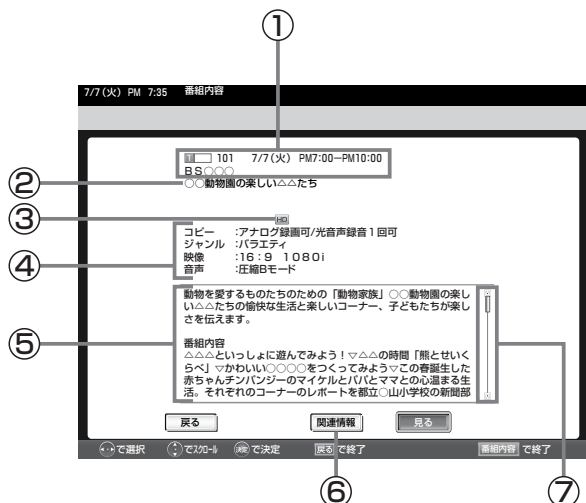 ①
7/7(火) PM 7:35 番組内容
T 101 7/7(火) PM7:00−PM10:00
BS○○○
②
○○動物園の楽しい△△たち
③
HD
④
コピー :アナログ録画可/光音声録音1回可
ジャンル :バラエティ
映像 :16:9 1080i
音声 :圧縮Bモード
⑤
動物を愛するものたちのための「動物家族」○○動物園の楽し
い△△たちの愉快な生活と楽しいコーナー、子どもたちが楽し
さを伝えます。
番組内容
△△△といっしょに遊んでみよう!▽△△の時間「熊とせいく
らべ」▽かわいい○○○○をつくってみよう▽この春誕生した
赤ちゃんチンパンジーのマイケルとパパとママとの心温まる生
活。それぞれのコーナーのレポートを都立○山小学校の新聞部
戻る 関連情報 見る
で選択 でスクロール 決定 で決定 戻る で終了 番組内容 で終了
⑥ ⑦